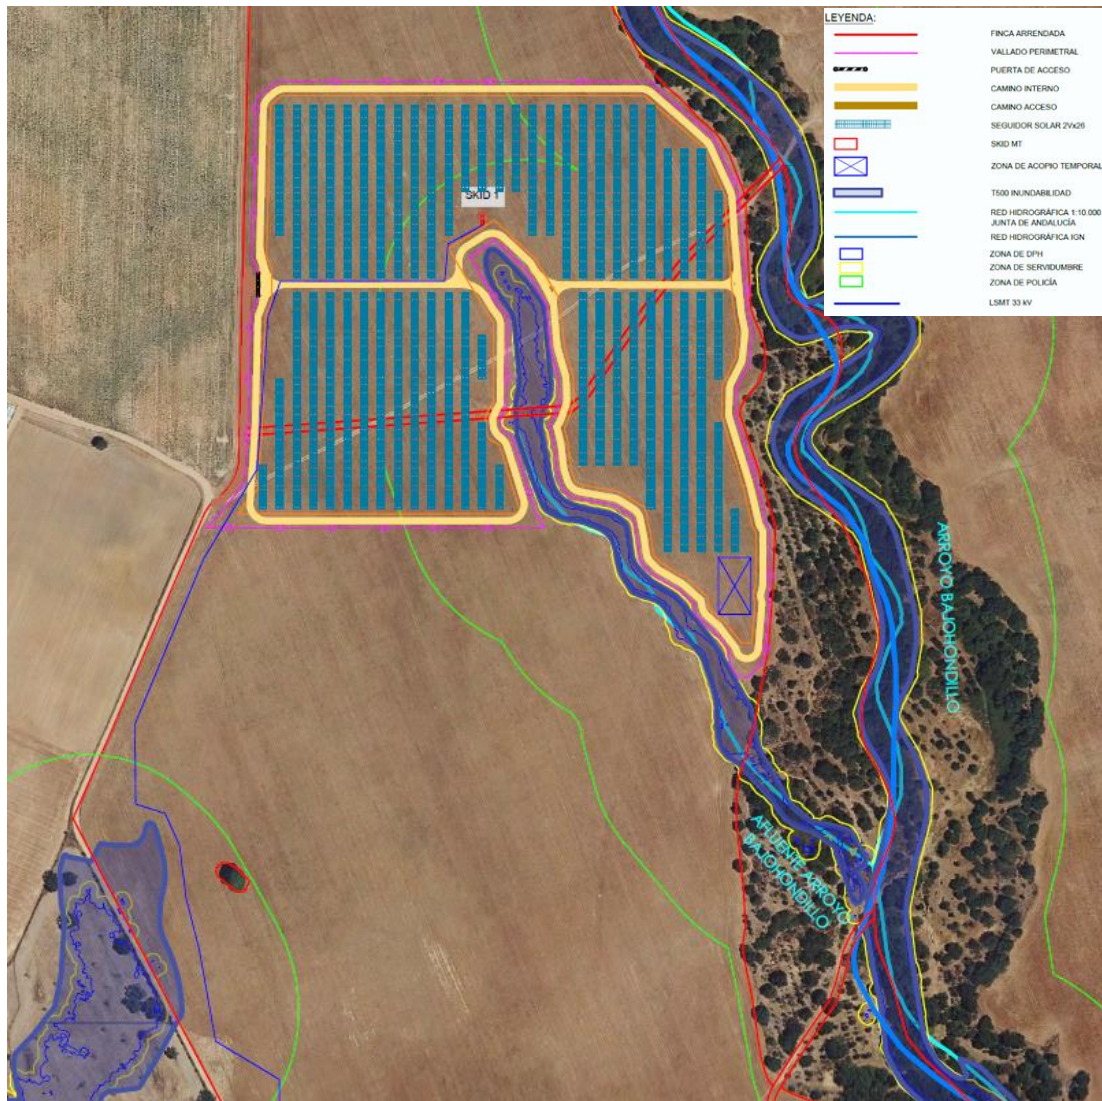 LEYENDA:
FINCA ARRENDADA
VALLADO PERIMETRAL
PUERTA DE ACCESO
CAMINO INTERNO
CAMINO ACCESO
SEGUIDOR SOLAR 2Vx26
SKID MT
ZONA DE ACOPIO TEMPORAL
T500 INUNDABILIDAD
RED HIDROGRÁFICA 1:10.000
JUNTA DE ANDALUCÍA
RED HIDROGRÁFICA IGN
ZONA DE DPH
ZONA DE SERVIDUMBRE
ZONA DE POLICÍA
LSMT 33 kV
SKID 1
ARROYO BAJOHONDILLO
AFLUENTE ARROYO
BAJOHONDILLO